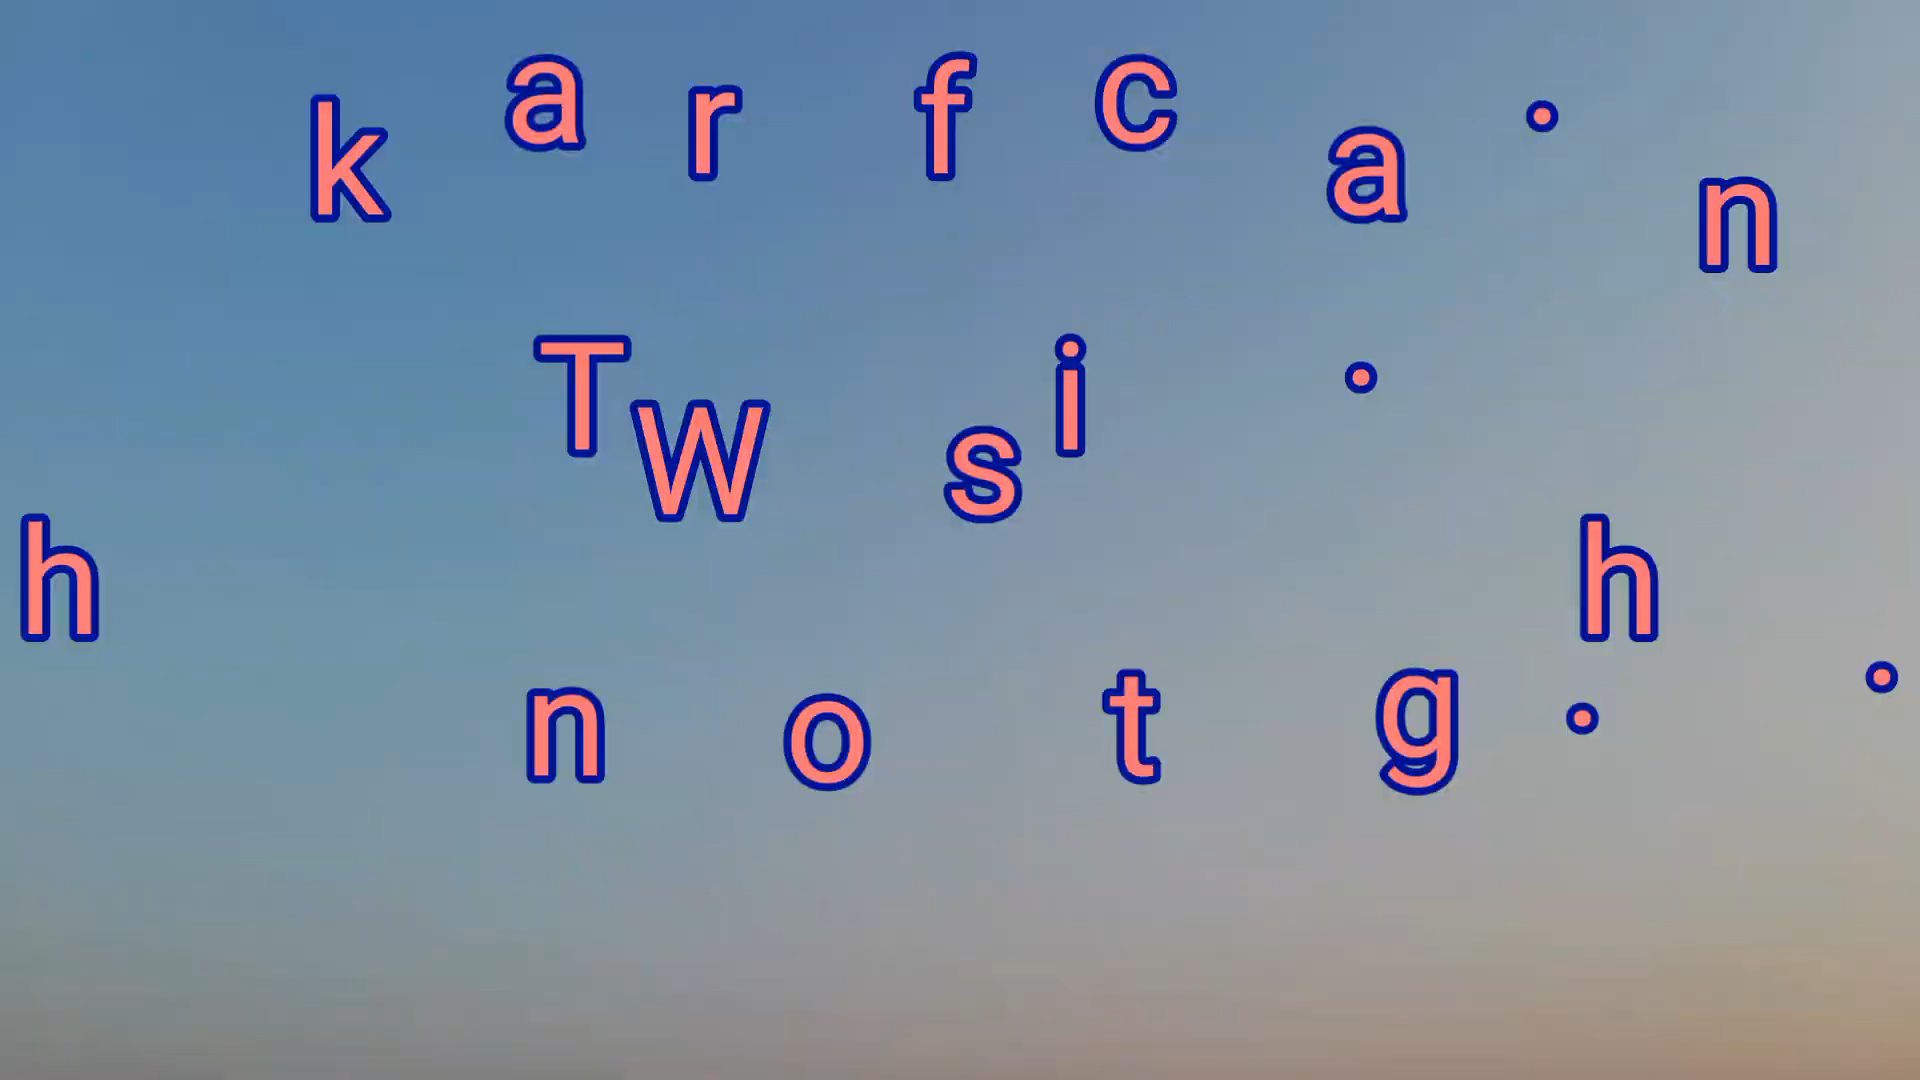 k a r f c a . n
T W s i .
h h
n o t g . .